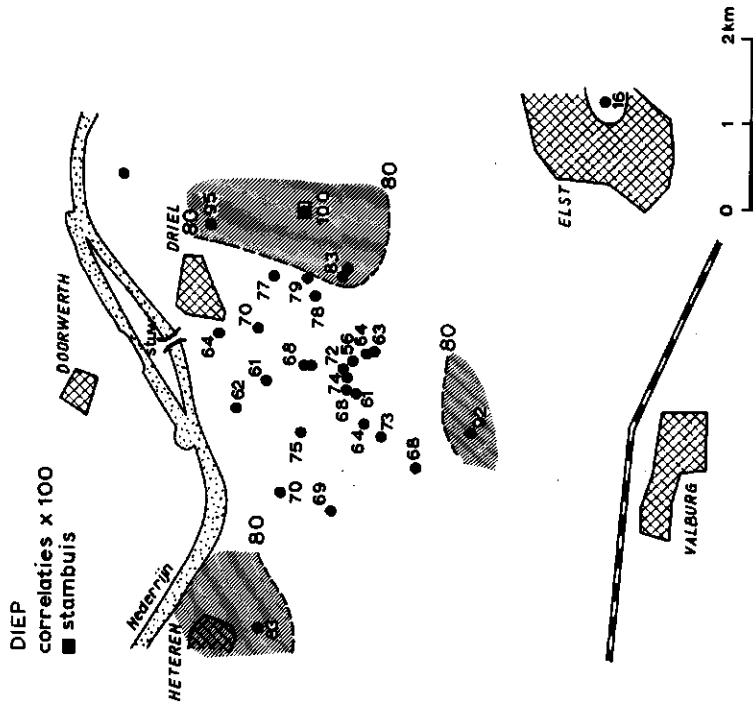 DIEP
correlaties x 100
■ stambuis
DOORWERTH
Nederrijn
stuw
DRIEL
HETEREN
80
95
80
100
80
83
64
70
77
79
78
62
61
68
72
56
64
63
74
68
61
75
64
73
70
69
68
80
83
80
92
ELST
16
VALBURG
0 1 2km